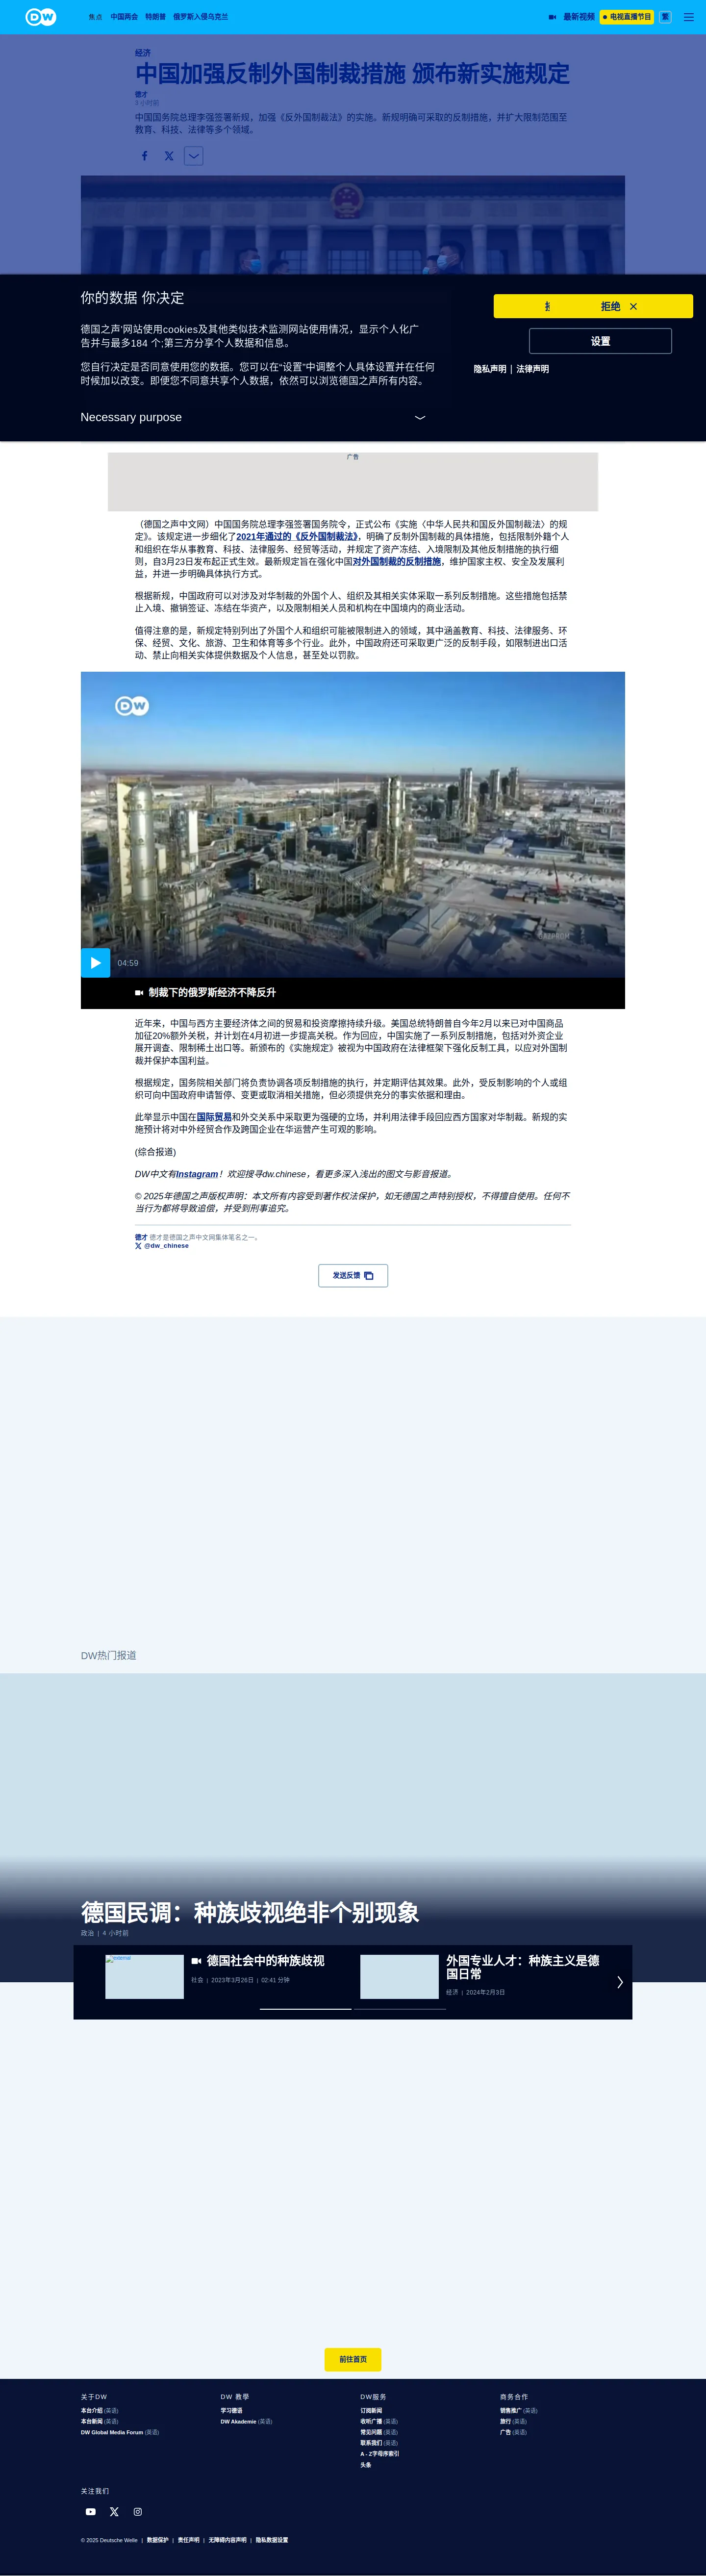 DW
焦点 中国两会 特朗普 俄罗斯入侵乌克兰
最新视频 电视直播节目 繁
经济
中国加强反制外国制裁措施 颁布新实施规定
德才
3 小时前
中国国务院总理李强签署新规，加强《反外国制裁法》的实施。新规明确可采取的反制措施，并扩大限制范围至
教育、科技、法律等多个领域。
你的数据 你决定
拒绝
德国之声'网站使用cookies及其他类似技术监测网站使用情况，显示个人化广
告并与最多184 个;第三方分享个人数据和信息。
设置
您自行决定是否同意使用您的数据。您可以在“设置”中调整个人具体设置并在任何
时候加以改变。即便您不同意共享个人数据，依然可以浏览德国之声所有内容。
隐私声明 | 法律声明
Necessary purpose
广告
（德国之声中文网）中国国务院总理李强签署国务院令，正式公布《实施〈中华人民共和国反外国制裁法〉的规
定》。该规定进一步细化了2021年通过的《反外国制裁法》，明确了反制外国制裁的具体措施，包括限制外籍个人
和组织在华从事教育、科技、法律服务、经贸等活动，并规定了资产冻结、入境限制及其他反制措施的执行细
则，自3月23日发布起正式生效。最新规定旨在强化中国对外国制裁的反制措施，维护国家主权、安全及发展利
益，并进一步明确具体执行方式。
根据新规，中国政府可以对涉及对华制裁的外国个人、组织及其相关实体采取一系列反制措施。这些措施包括禁
止入境、撤销签证、冻结在华资产，以及限制相关人员和机构在中国境内的商业活动。
值得注意的是，新规定特别列出了外国个人和组织可能被限制进入的领域，其中涵盖教育、科技、法律服务、环
保、经贸、文化、旅游、卫生和体育等多个行业。此外，中国政府还可采取更广泛的反制手段，如限制进出口活
动、禁止向相关实体提供数据及个人信息，甚至处以罚款。
DW
GAZPROM
04:59
制裁下的俄罗斯经济不降反升
近年来，中国与西方主要经济体之间的贸易和投资摩擦持续升级。美国总统特朗普自今年2月以来已对中国商品
加征20%额外关税，并计划在4月初进一步提高关税。作为回应，中国实施了一系列反制措施，包括对外资企业
展开调查、限制稀土出口等。新颁布的《实施规定》被视为中国政府在法律框架下强化反制工具，以应对外国制
裁并保护本国利益。
根据规定，国务院相关部门将负责协调各项反制措施的执行，并定期评估其效果。此外，受反制影响的个人或组
织可向中国政府申请暂停、变更或取消相关措施，但必须提供充分的事实依据和理由。
此举显示中国在国际贸易和外交关系中采取更为强硬的立场，并利用法律手段回应西方国家对华制裁。新规的实
施预计将对中外经贸合作及跨国企业在华运营产生可观的影响。
(综合报道)
DW中文有Instagram！欢迎搜寻dw.chinese，看更多深入浅出的图文与影音报道。
© 2025年德国之声版权声明：本文所有内容受到著作权法保护，如无德国之声特别授权，不得擅自使用。任何不
当行为都将导致追偿，并受到刑事追究。
德才 德才是德国之声中文网集体笔名之一。
@dw_chinese
发送反馈
DW热门报道
德国民调：种族歧视绝非个别现象
政治 | 4 小时前
external
德国社会中的种族歧视
社会 | 2023年3月26日 | 02:41 分钟
外国专业人才：种族主义是德
国日常
经济 | 2024年2月3日
前往首页
关于DW
本台介绍 (英语)
本台新闻 (英语)
DW Global Media Forum (英语)
DW 教學
学习德语
DW Akademie (英语)
DW服务
订阅新闻
收听广播 (英语)
常见问题 (英语)
联系我们 (英语)
A - Z字母序索引
头条
商务合作
销售推广 (英语)
旅行 (英语)
广告 (英语)
关注我们
© 2025 Deutsche Welle | 数据保护 | 责任声明 | 无障碍内容声明 | 隐私数据设置